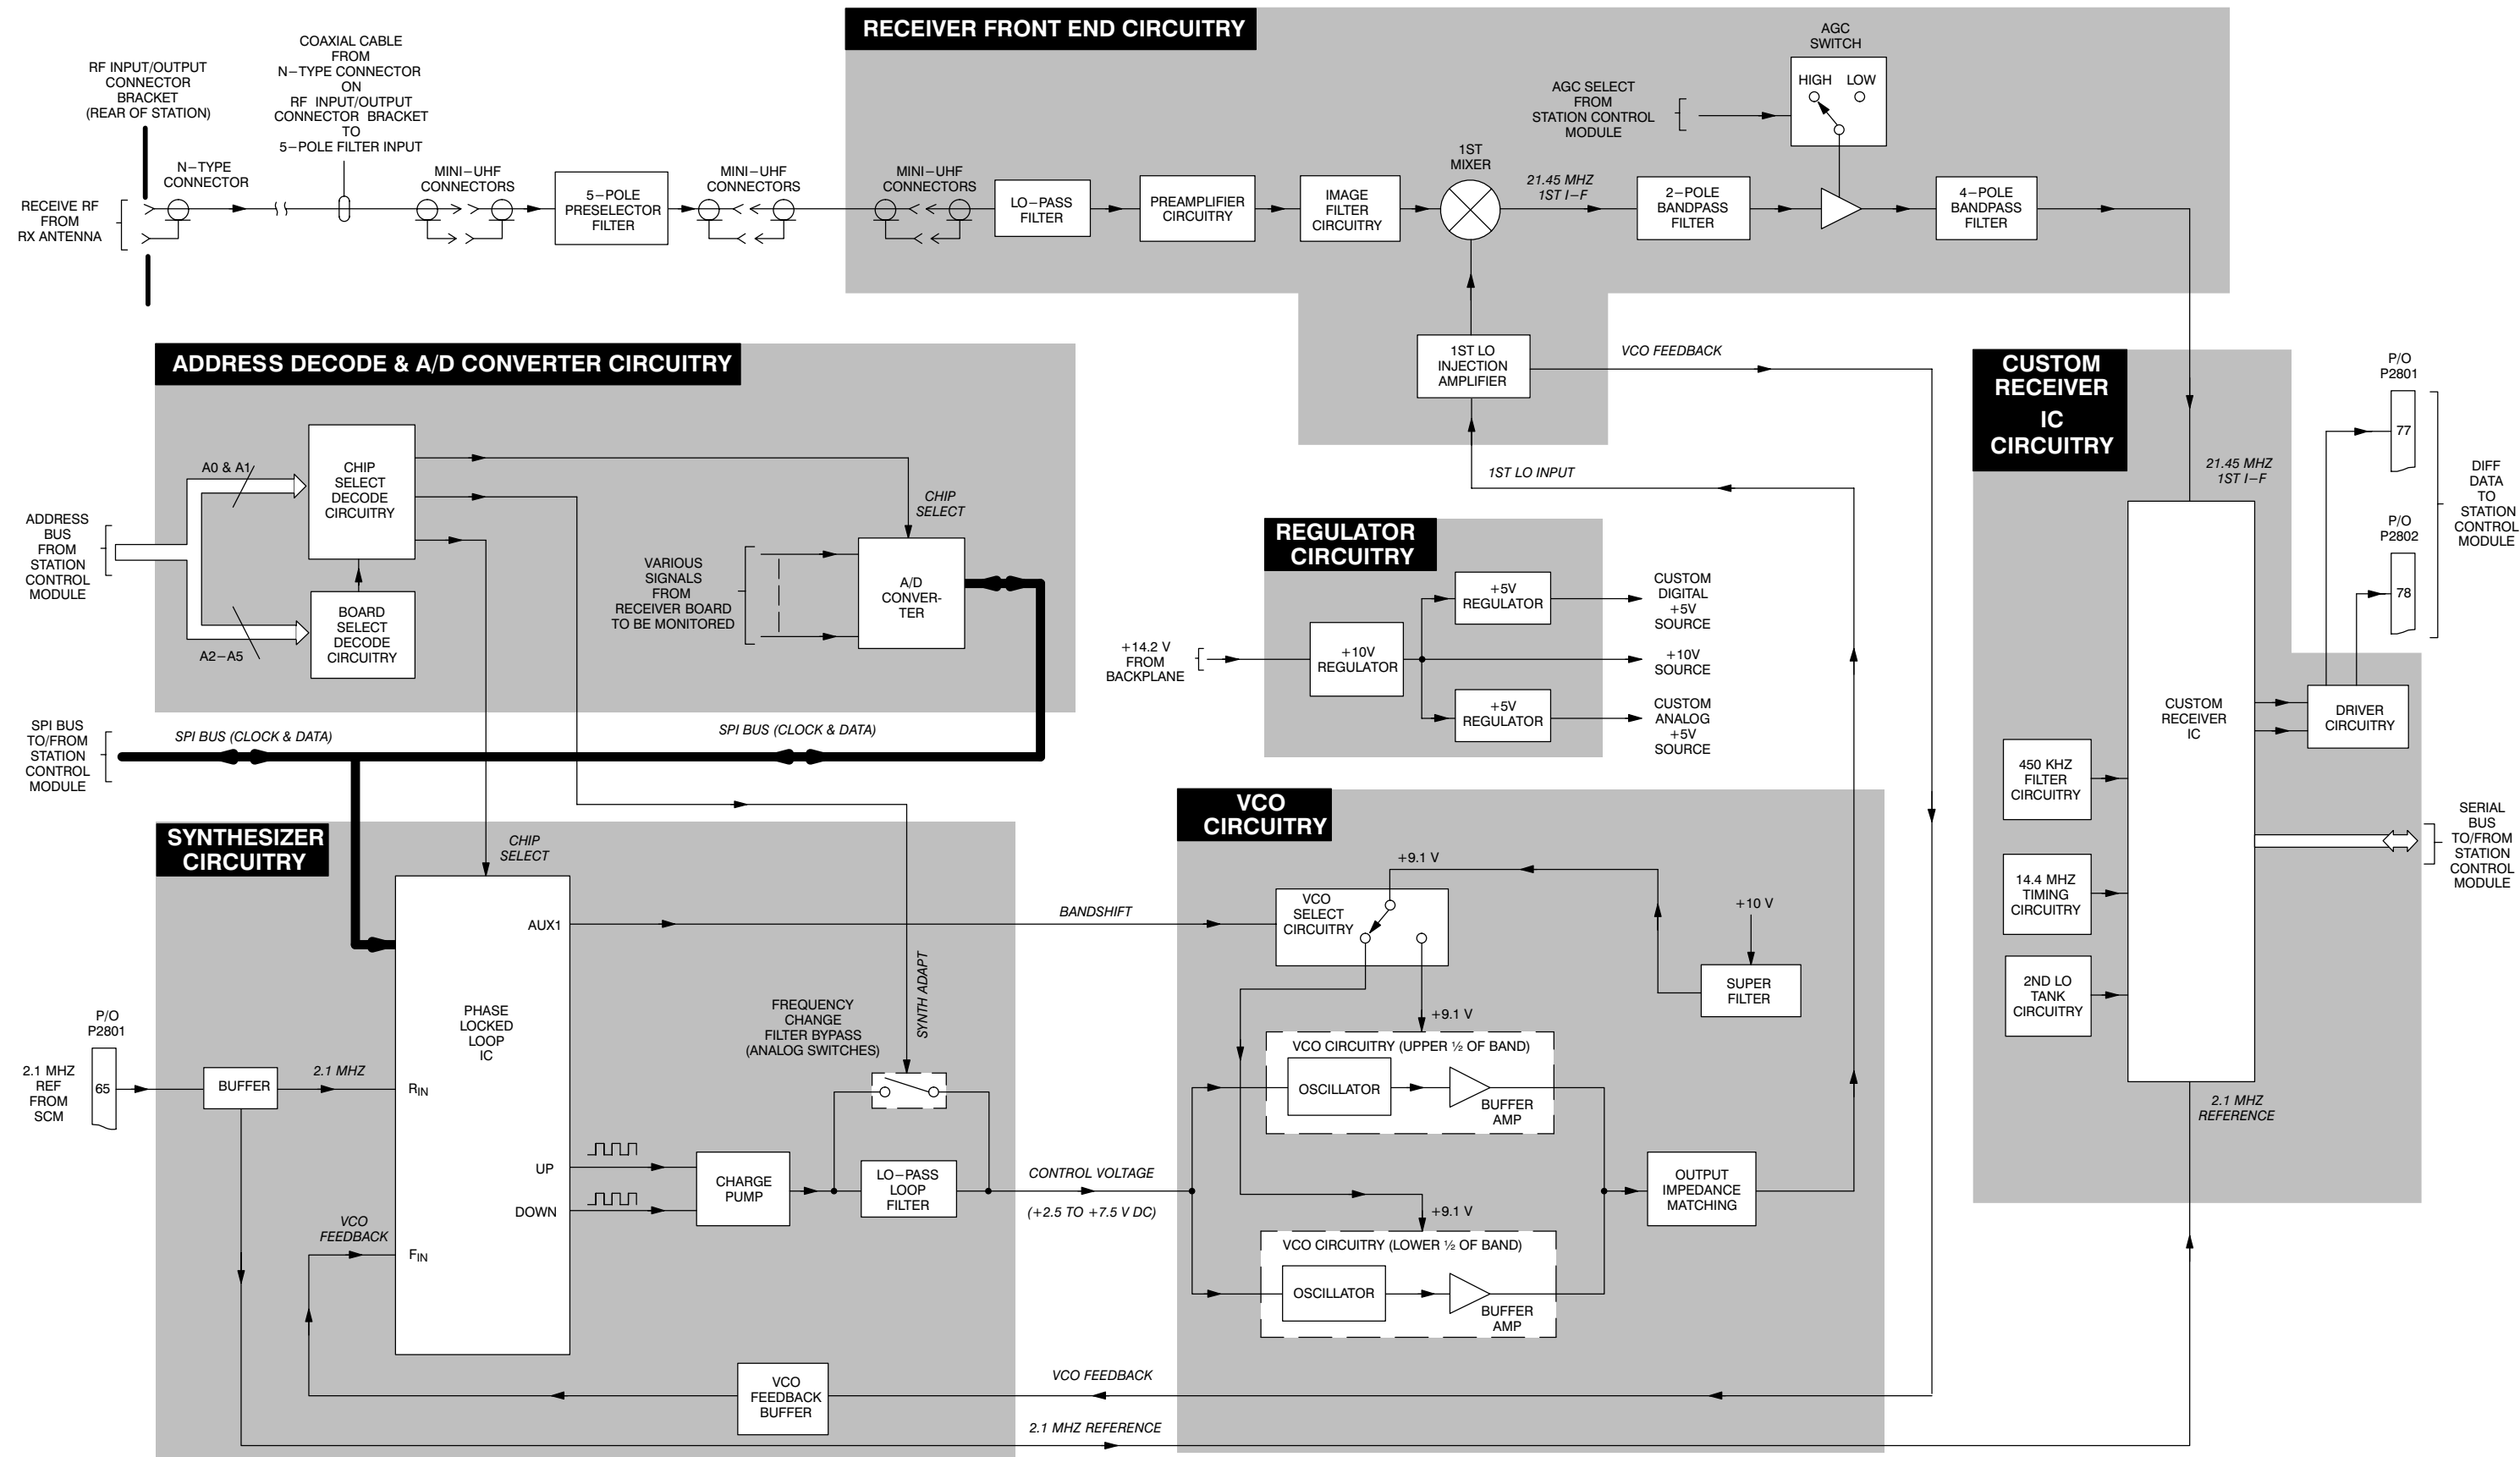 RECEIVER FRONT END CIRCUITRY
RF INPUT/OUTPUT
CONNECTOR
BRACKET
(REAR OF STATION)
COAXIAL CABLE
FROM
N–TYPE CONNECTOR
ON
RF INPUT/OUTPUT
CONNECTOR BRACKET
TO
5–POLE FILTER INPUT
N–TYPE
CONNECTOR
RECEIVE RF
FROM
RX ANTENNA
MINI–UHF
CONNECTORS
5–POLE
PRESELECTOR
FILTER
MINI–UHF
CONNECTORS
MINI–UHF
CONNECTORS
LO–PASS
FILTER
PREAMPLIFIER
CIRCUITRY
IMAGE
FILTER
CIRCUITRY
1ST
MIXER
21.45 MHZ
1ST I–F
AGC SELECT
FROM
STATION CONTROL
MODULE
AGC
SWITCH
HIGH LOW
2–POLE
BANDPASS
FILTER
4–POLE
BANDPASS
FILTER
1ST LO
INJECTION
AMPLIFIER
VCO FEEDBACK
1ST LO INPUT
ADDRESS DECODE & A/D CONVERTER CIRCUITRY
ADDRESS
BUS
FROM
STATION
CONTROL
MODULE
A0 & A1
A2–A5
CHIP
SELECT
DECODE
CIRCUITRY
BOARD
SELECT
DECODE
CIRCUITRY
VARIOUS
SIGNALS
FROM
RECEIVER BOARD
TO BE MONITORED
CHIP
SELECT
A/D
CONVER–
TER
SPI BUS
TO/FROM
STATION
CONTROL
MODULE
SPI BUS (CLOCK & DATA)
SPI BUS (CLOCK & DATA)
REGULATOR
CIRCUITRY
+14.2 V
FROM
BACKPLANE
+10V
REGULATOR
+5V
REGULATOR
+5V
REGULATOR
CUSTOM
DIGITAL
+5V
SOURCE
+10V
SOURCE
CUSTOM
ANALOG
+5V
SOURCE
CUSTOM
RECEIVER
IC
CIRCUITRY
21.45 MHZ
1ST I–F
P/O
P2801
77
P/O
P2802
78
DIFF
DATA
TO
STATION
CONTROL
MODULE
CUSTOM
RECEIVER
IC
DRIVER
CIRCUITRY
450 KHZ
FILTER
CIRCUITRY
14.4 MHZ
TIMING
CIRCUITRY
2ND LO
TANK
CIRCUITRY
SERIAL
BUS
TO/FROM
STATION
CONTROL
MODULE
2.1 MHZ
REFERENCE
SYNTHESIZER
CIRCUITRY
CHIP
SELECT
AUX1
BANDSHIFT
PHASE
LOCKED
LOOP
IC
P/O
P2801
65
2.1 MHZ
REF
FROM
SCM
BUFFER
2.1 MHZ
RIN
UP
DOWN
FIN
VCO
FEEDBACK
FREQUENCY
CHANGE
FILTER BYPASS
(ANALOG SWITCHES)
SYNTH ADAPT
CHARGE
PUMP
LO–PASS
LOOP
FILTER
CONTROL VOLTAGE
(+2.5 TO +7.5 V DC)
VCO
FEEDBACK
BUFFER
VCO FEEDBACK
2.1 MHZ REFERENCE
VCO
CIRCUITRY
+9.1 V
VCO
SELECT
CIRCUITRY
+10 V
SUPER
FILTER
+9.1 V
VCO CIRCUITRY (UPPER ½ OF BAND)
OSCILLATOR
BUFFER
AMP
OUTPUT
IMPEDANCE
MATCHING
+9.1 V
VCO CIRCUITRY (LOWER ½ OF BAND)
OSCILLATOR
BUFFER
AMP